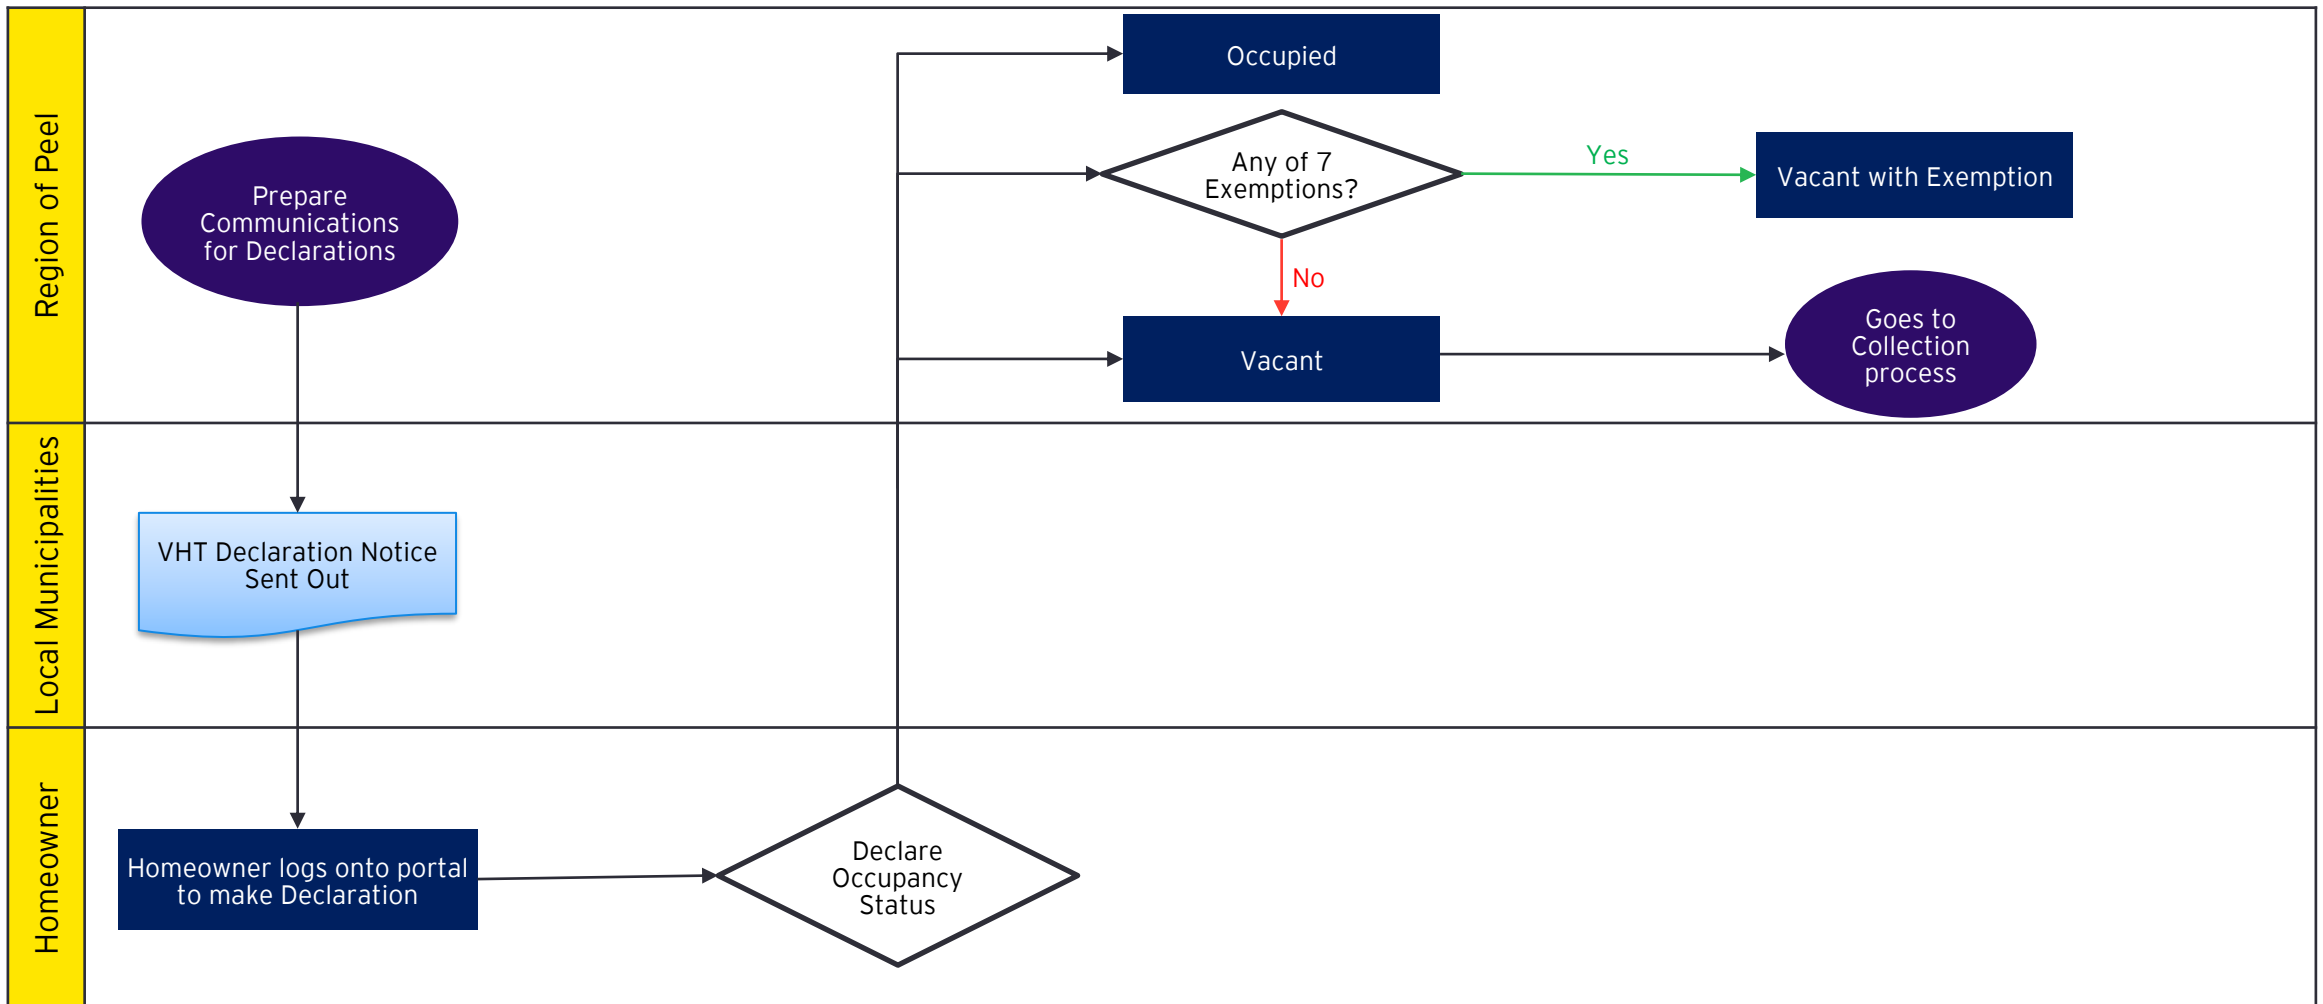 Region of Peel
Prepare
Communications
for Declarations
Occupied
Any of 7
Exemptions?
Yes
Vacant with Exemption
No
Vacant
Goes to
Collection
process
Local Municipalities
VHT Declaration Notice
Sent Out
Homeowner
Homeowner logs onto portal
to make Declaration
Declare
Occupancy
Status